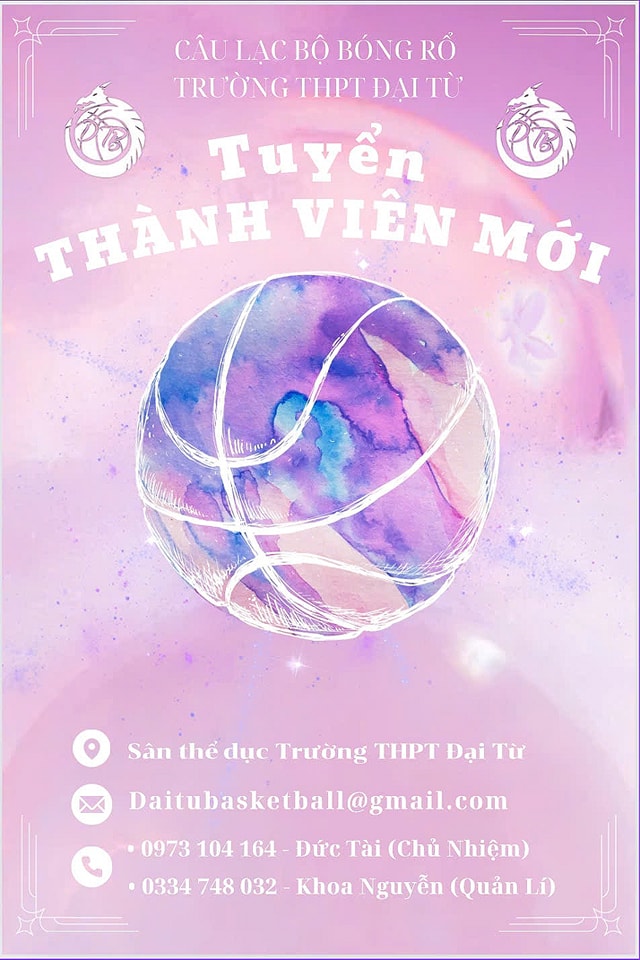 CÂU LẠC BỘ BÓNG RỔ
TRƯỜNG THPT ĐẠI TỪ
Tuyển
THÀNH VIÊN MỚI
Sân thể dục Trường THPT Đại Từ
Daitubasketball@gmail.com
• 0973 104 164 - Đức Tài (Chủ Nhiệm)
• 0334 748 032 - Khoa Nguyễn (Quản Lí)